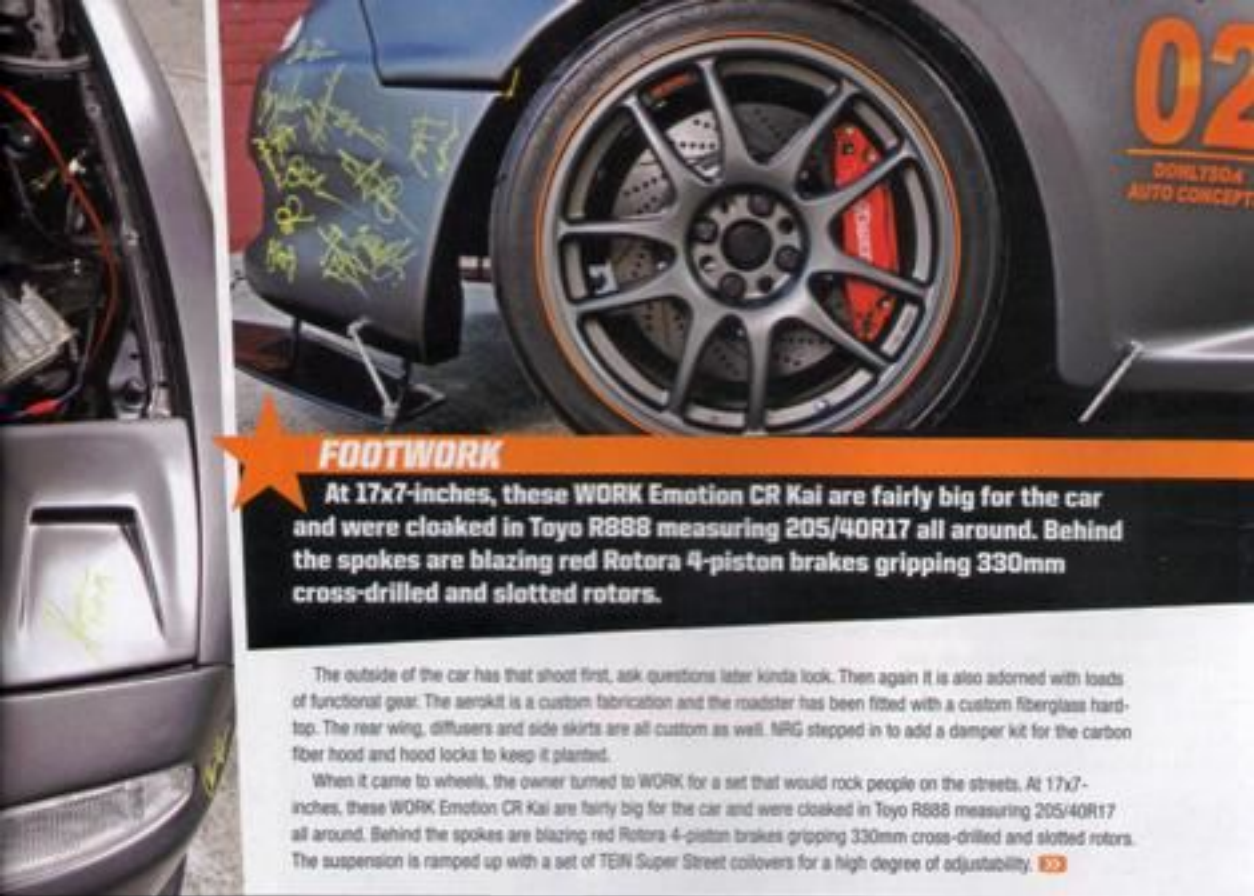 02
DOHLYSOA
AUTO CONCEPT
FOOTWORK
At 17x7-inches, these WORK Emotion CR Kai are fairly big for the car
and were cloaked in Toyo R888 measuring 205/40R17 all around. Behind
the spokes are blazing red Rotora 4-piston brakes gripping 330mm
cross-drilled and slotted rotors.
The outside of the car has that shoot first, ask questions later kinda look. Then again it is also adorned with loads
of functional gear. The aerokit is a custom fabrication and the roadster has been fitted with a custom fiberglass hard-
top. The rear wing, diffusers and side skirts are all custom as well. NRG stepped in to add a damper kit for the carbon
fiber hood and hood locks to keep it planted.
When it came to wheels, the owner turned to WORK for a set that would rock people on the streets. At 17x7-
inches, these WORK Emotion CR Kai are fairly big for the car and were cloaked in Toyo R888 measuring 205/40R17
all around. Behind the spokes are blazing red Rotora 4-piston brakes gripping 330mm cross-drilled and slotted rotors.
The suspension is ramped up with a set of TEIN Super Street coilovers for a high degree of adjustability.